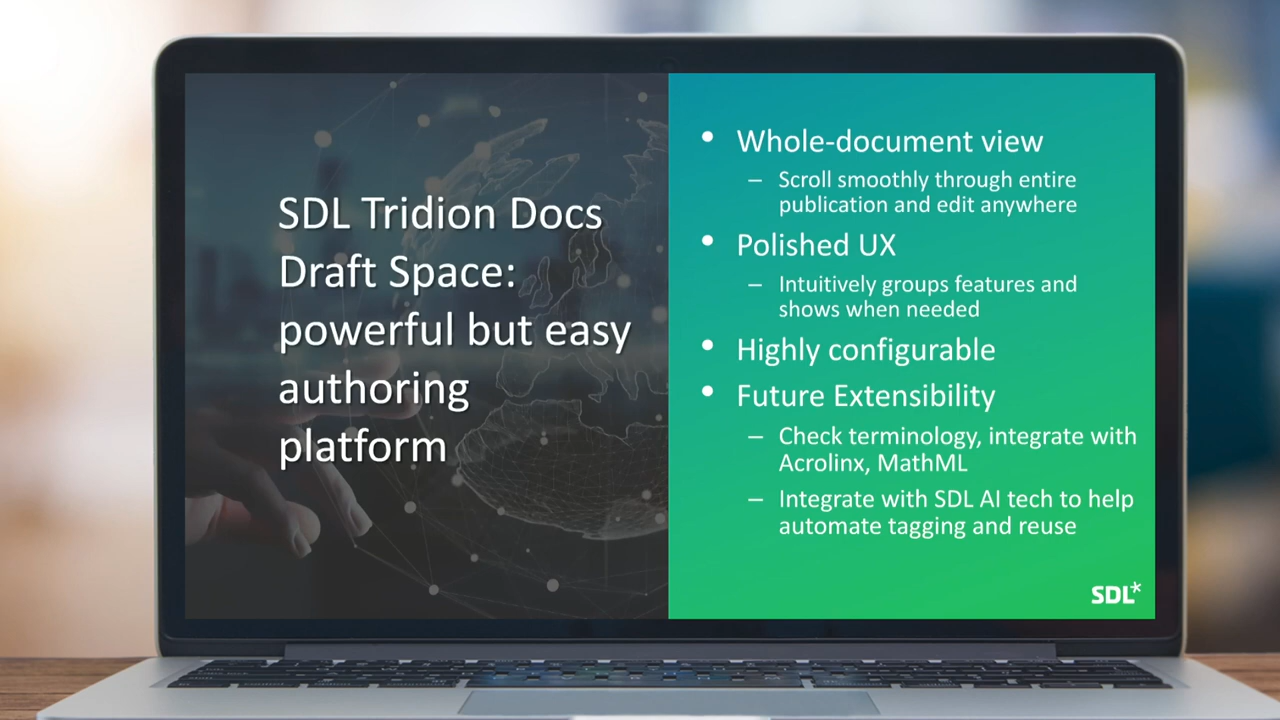 SDL Tridion Docs
Draft Space:
powerful but easy
authoring
platform
• Whole-document view
– Scroll smoothly through entire
publication and edit anywhere
• Polished UX
– Intuitively groups features and
shows when needed
• Highly configurable
• Future Extensibility
– Check terminology, integrate with
Acrolinx, MathML
– Integrate with SDL AI tech to help
automate tagging and reuse
SDL*